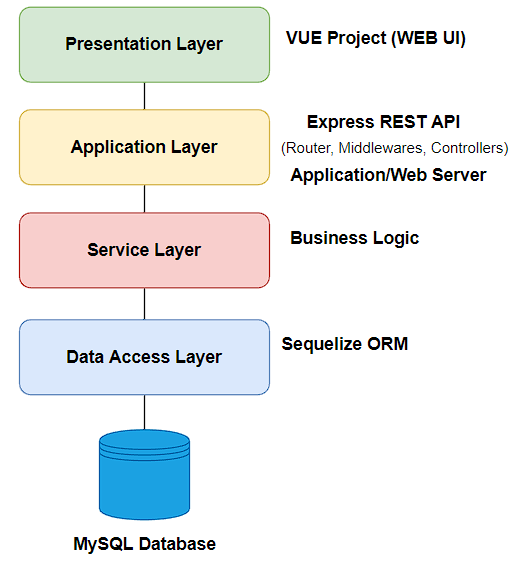 Presentation Layer
VUE Project (WEB UI)
Application Layer
Express REST API
(Router, Middlewares, Controllers)
Application/Web Server
Service Layer
Business Logic
Data Access Layer
Sequelize ORM
MySQL Database